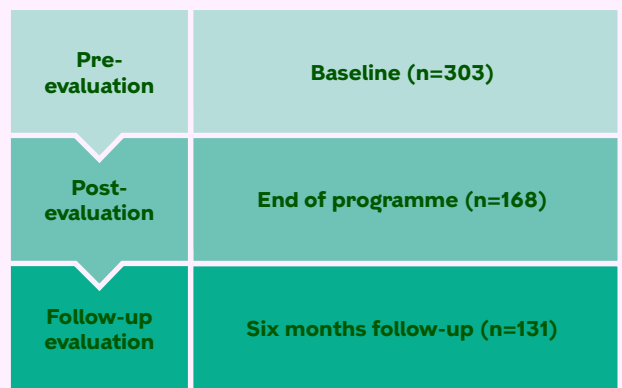 Pre-
evaluation
Baseline (n=303)
Post-
evaluation
End of programme (n=168)
Follow-up
evaluation
Six months follow-up (n=131)